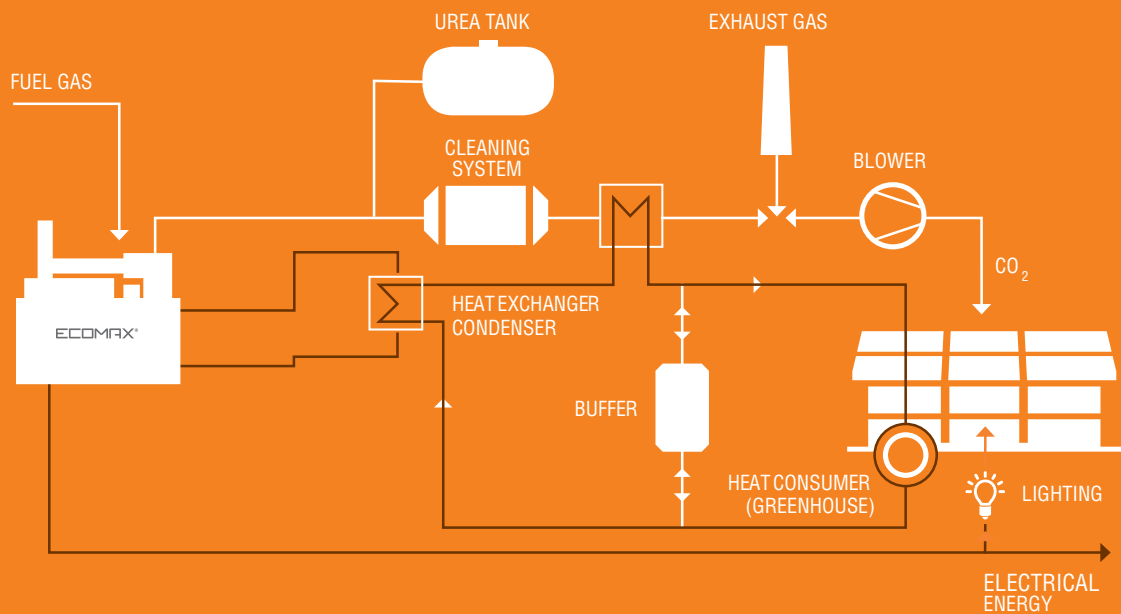 UREA TANK
EXHAUST GAS
FUEL GAS
CLEANING
SYSTEM
BLOWER
CO2
HEAT EXCHANGER
CONDENSER
ECOMAX®
BUFFER
HEAT CONSUMER
(GREENHOUSE)
LIGHTING
ELECTRICAL
ENERGY